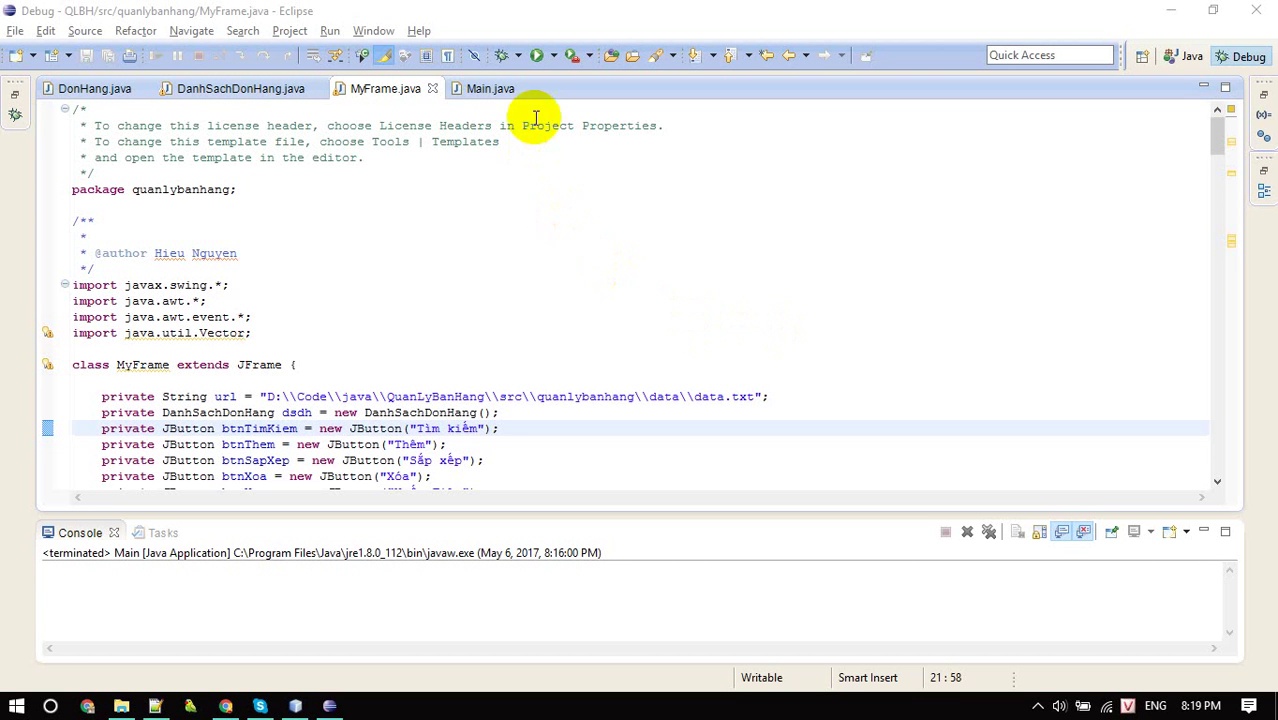 Debug - QLBH/src/quanlybanhang/MyFrame.java - Eclipse
File Edit Source Refactor Navigate Search Project Run Window Help
Quick Access
Java
Debug
DonHang.java
DanhSachDonHang.java
MyFrame.java
Main.java
/*
* To change this license header, choose License Headers in Project Properties.
* To change this template file, choose Tools | Templates
* and open the template in the editor.
*/
package quanlybanhang;
/**
*
* @author Hieu Nguyen
*/
import javax.swing.*;
import java.awt.*;
import java.awt.event.*;
import java.util.Vector;
class MyFrame extends JFrame {
private String url = "D:\\Code\\java\\QuanLyBanHang\\src\\quanlybanhang\\data\\data.txt";
private DanhSachDonHang dsdh = new DanhSachDonHang();
private JButton btnTimKiem = new JButton("Tìm kiếm");
private JButton btnThem = new JButton("Thêm");
private JButton btnSapXep = new JButton("Sắp xếp");
private JButton btnXoa = new JButton("Xóa");
Console
Tasks
<terminated> Main [Java Application] C:\Program Files\Java\jre1.8.0_112\bin\javaw.exe (May 6, 2017, 8:16:00 PM)
Writable
Smart Insert
21 : 58
V
ENG
8:19 PM